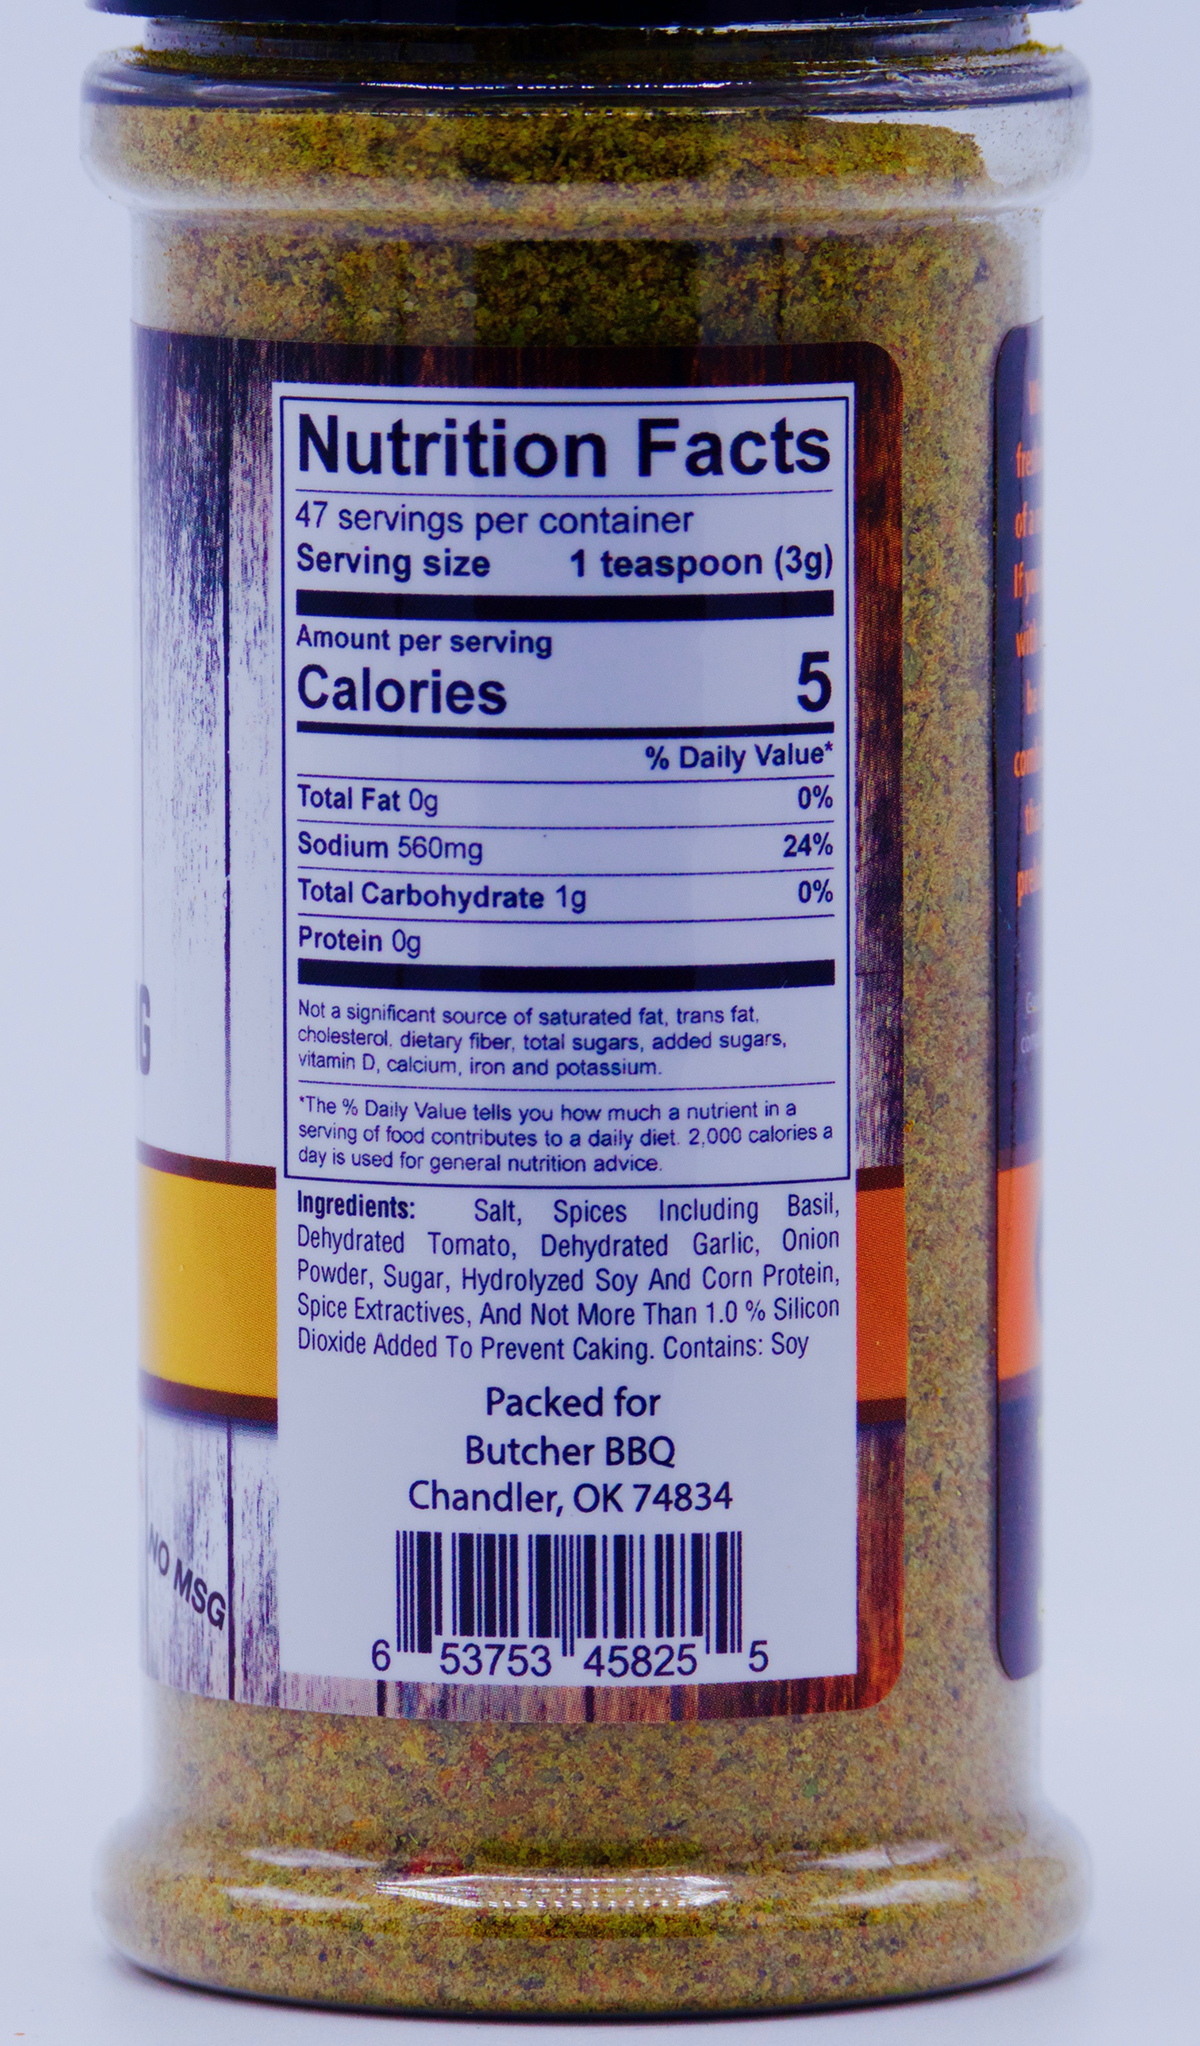 Nutrition Facts
47 servings per container
Serving size 1 teaspoon (3g)
Amount per serving
Calories 5
% Daily Value*
Total Fat 0g 0%
Sodium 560mg 24%
Total Carbohydrate 1g 0%
Protein 0g
Not a significant source of saturated fat, trans fat,
cholesterol. dietary fiber, total sugars, added sugars,
vitamin D, calcium, iron and potassium.
*The % Daily Value tells you how much a nutrient in a
serving of food contributes to a daily diet. 2,000 calories a
day is used for general nutrition advice.
Ingredients: Salt, Spices Including Basil,
Dehydrated Tomato, Dehydrated Garlic, Onion
Powder, Sugar, Hydrolyzed Soy And Corn Protein,
Spice Extractives, And Not More Than 1.0 % Silicon
Dioxide Added To Prevent Caking. Contains: Soy
Packed for
Butcher BBQ
Chandler, OK 74834
6 53753 45825 5
NO MSG